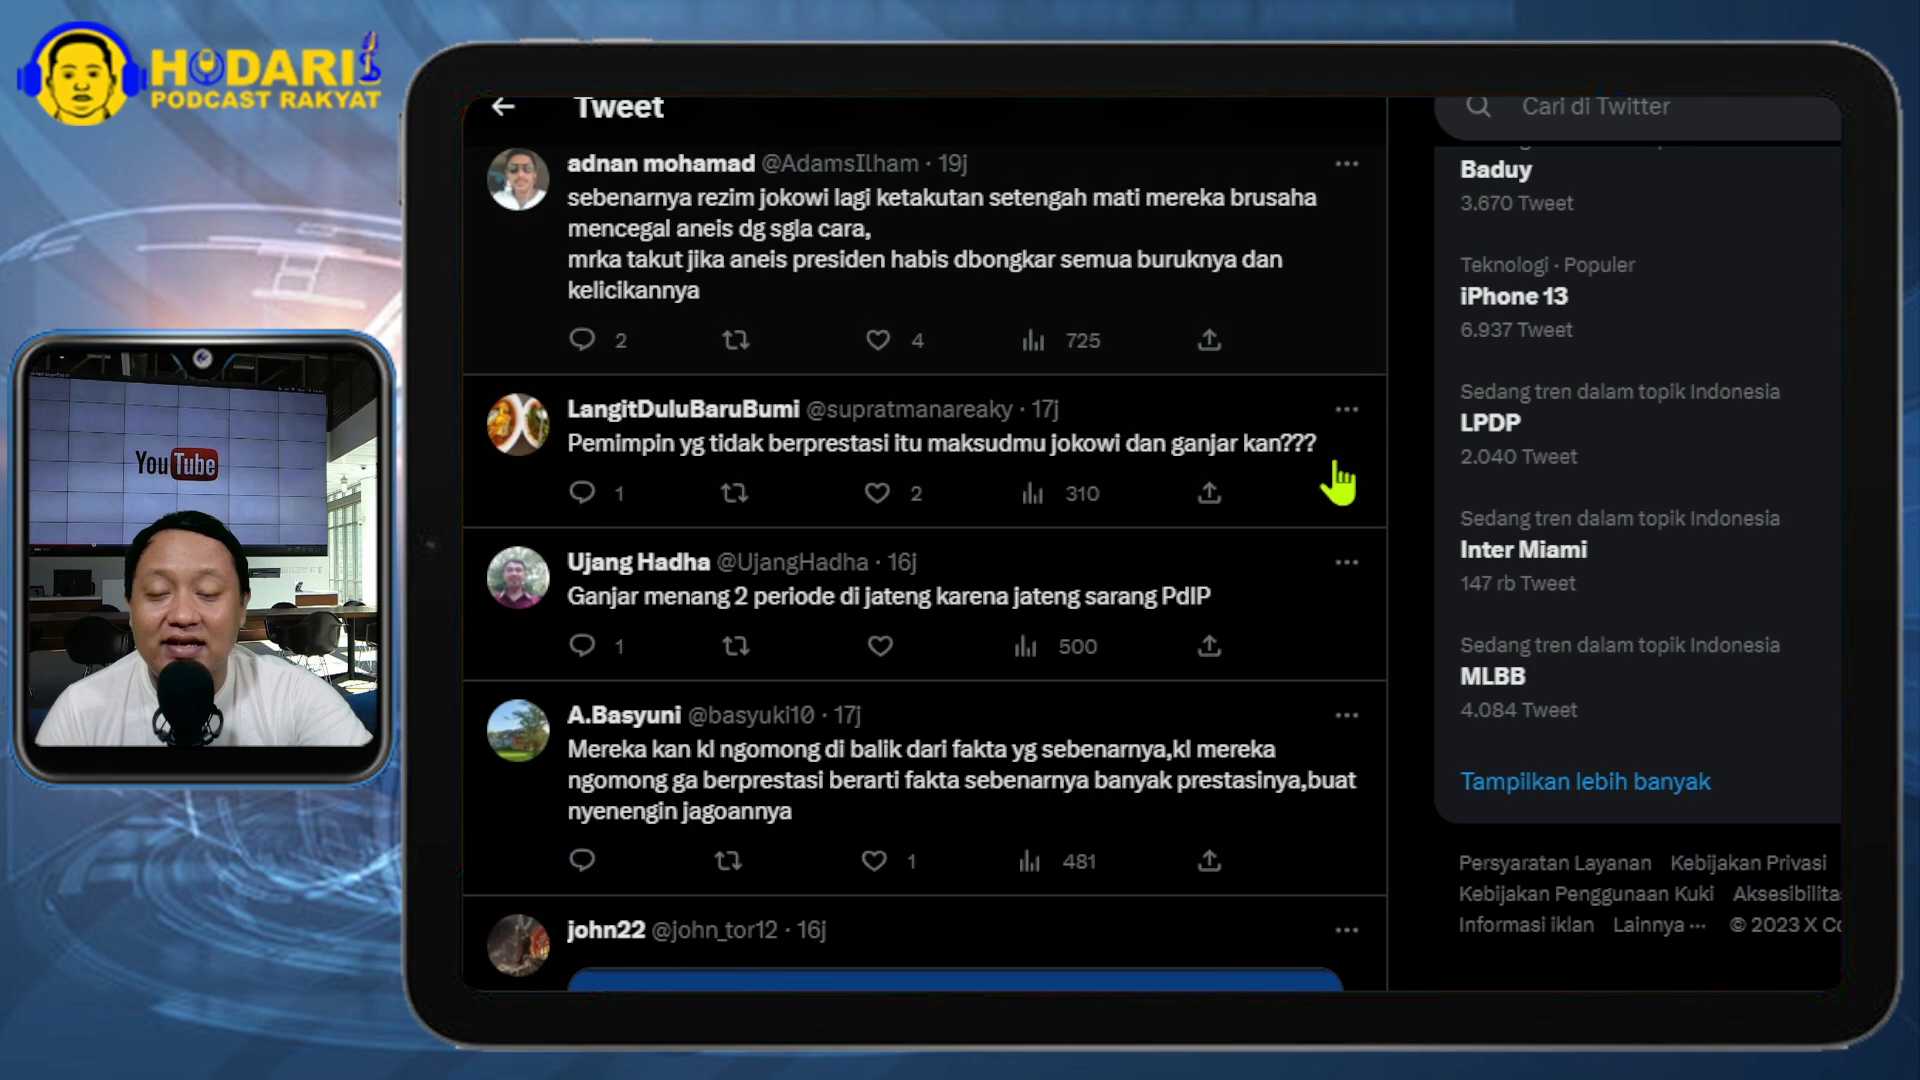 HODARI
PODCAST RAKYAT
YouTube
Tweet
adnan mohamad @AdamsIlham · 19j
sebenarnya rezim jokowi lagi ketakutan setengah mati mereka brusaha
mencegal aneis dg sgla cara,
mrka takut jika aneis presiden habis dbongkar semua buruknya dan
kelicikannya
2 4 725
LangitDuluBaruBumi @supratmanareaky · 17j
Pemimpin yg tidak berprestasi itu maksudmu jokowi dan ganjar kan???
1 2 310
Ujang Hadha @UjangHadha · 16j
Ganjar menang 2 periode di jateng karena jateng sarang PdIP
1 500
A.Basyuni @basyuki10 · 17j
Mereka kan kl ngomong di balik dari fakta yg sebenarnya,kl mereka
ngomong ga berprestasi berarti fakta sebenarnya banyak prestasinya,buat
nyenengin jagoannya
1 481
john22 @john_tor12 · 16j
Cari di Twitter
Baduy
3.670 Tweet
Teknologi · Populer
iPhone 13
6.937 Tweet
Sedang tren dalam topik Indonesia
LPDP
2.040 Tweet
Sedang tren dalam topik Indonesia
Inter Miami
147 rb Tweet
Sedang tren dalam topik Indonesia
MLBB
4.084 Tweet
Tampilkan lebih banyak
Persyaratan Layanan Kebijakan Privasi
Kebijakan Penggunaan Kuki Aksesibilita
Informasi iklan Lainnya ··· © 2023 X Co